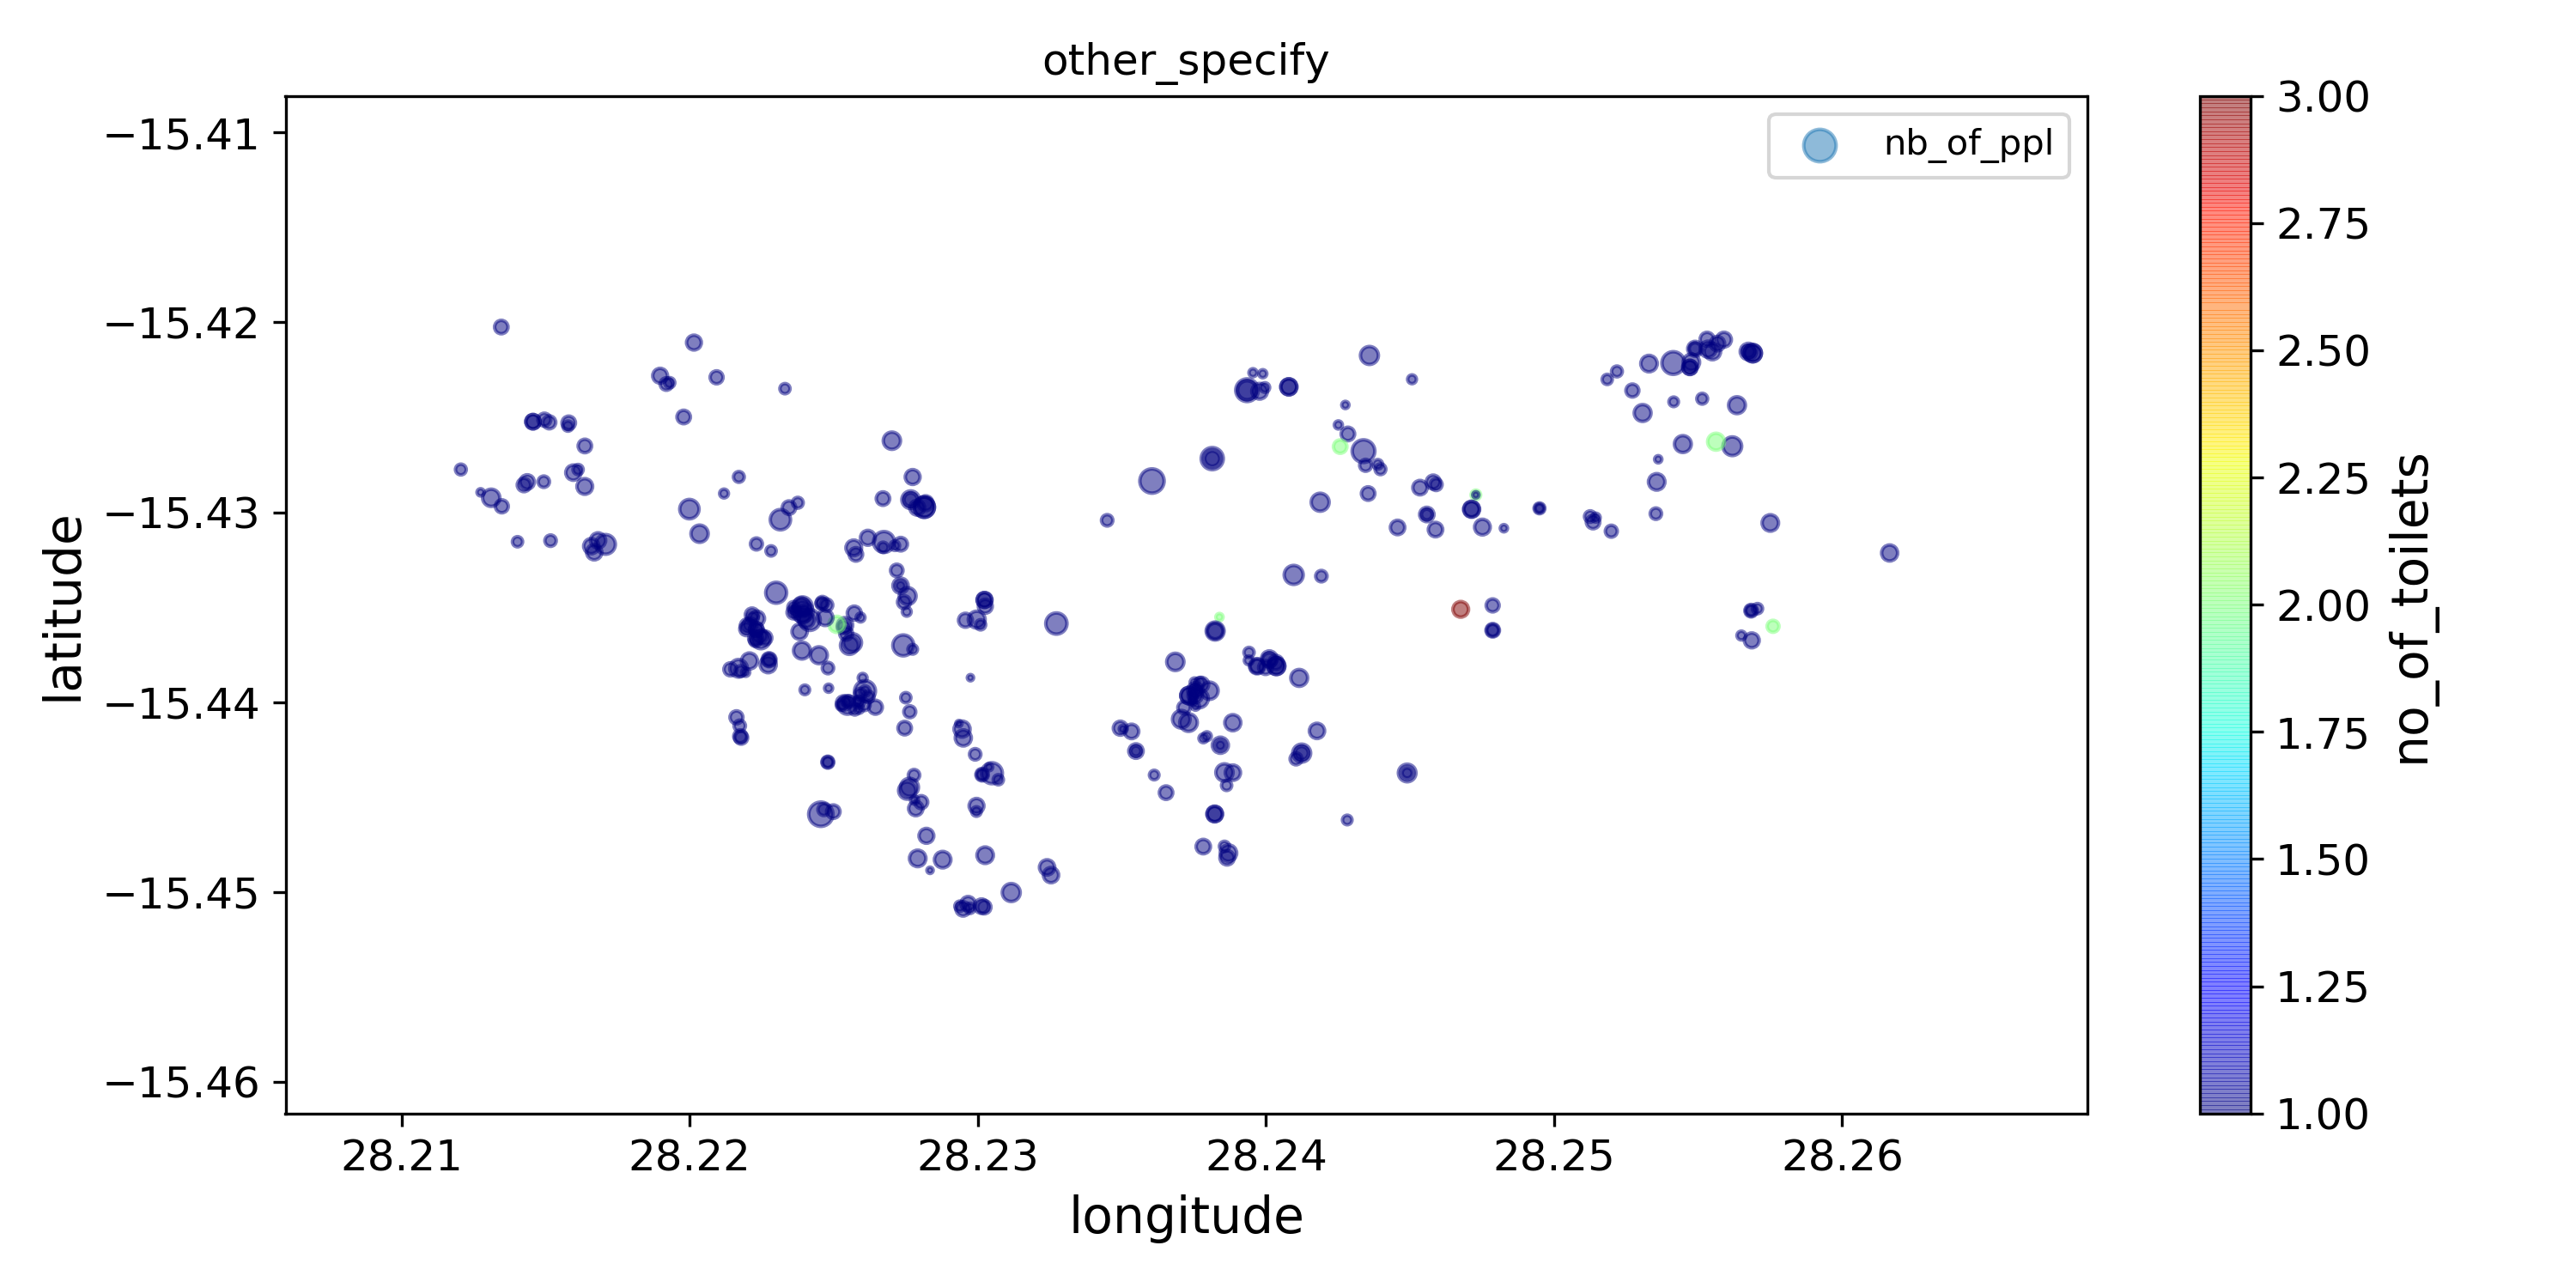 other_specify
nb_of_ppl
latitude
−15.41
−15.42
−15.43
−15.44
−15.45
−15.46
28.21 28.22 28.23 28.24 28.25 28.26
longitude
3.00
2.75
2.50
2.25
2.00
1.75
1.50
1.25
1.00
no_of_toilets